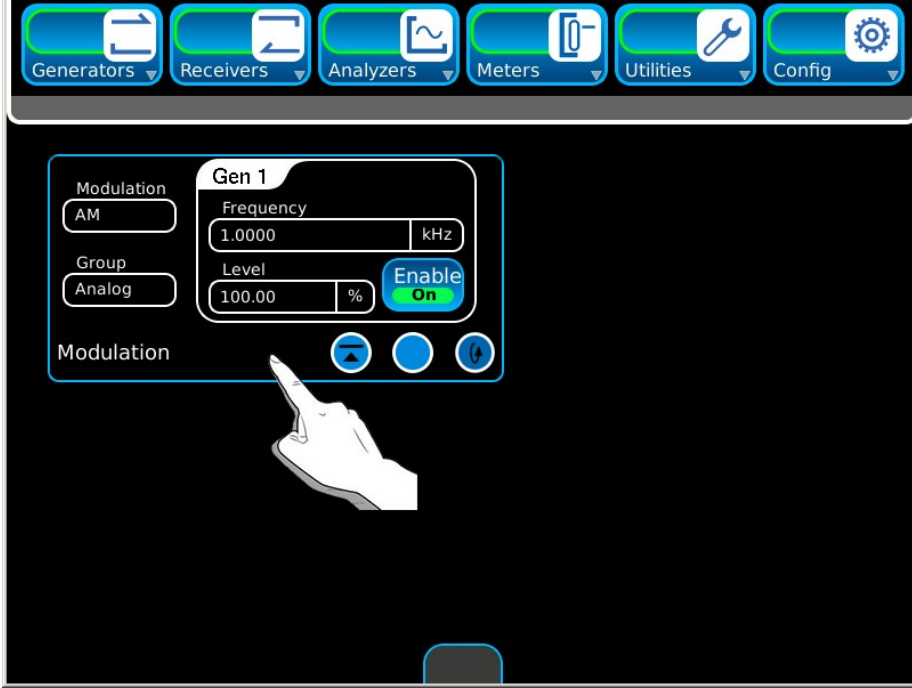 Generators
Receivers
Analyzers
Meters
Utilities
Config
Gen 1
Modulation
AM
Frequency
1.0000 kHz
Group
Analog
Level
100.00 %
Enable
On
Modulation